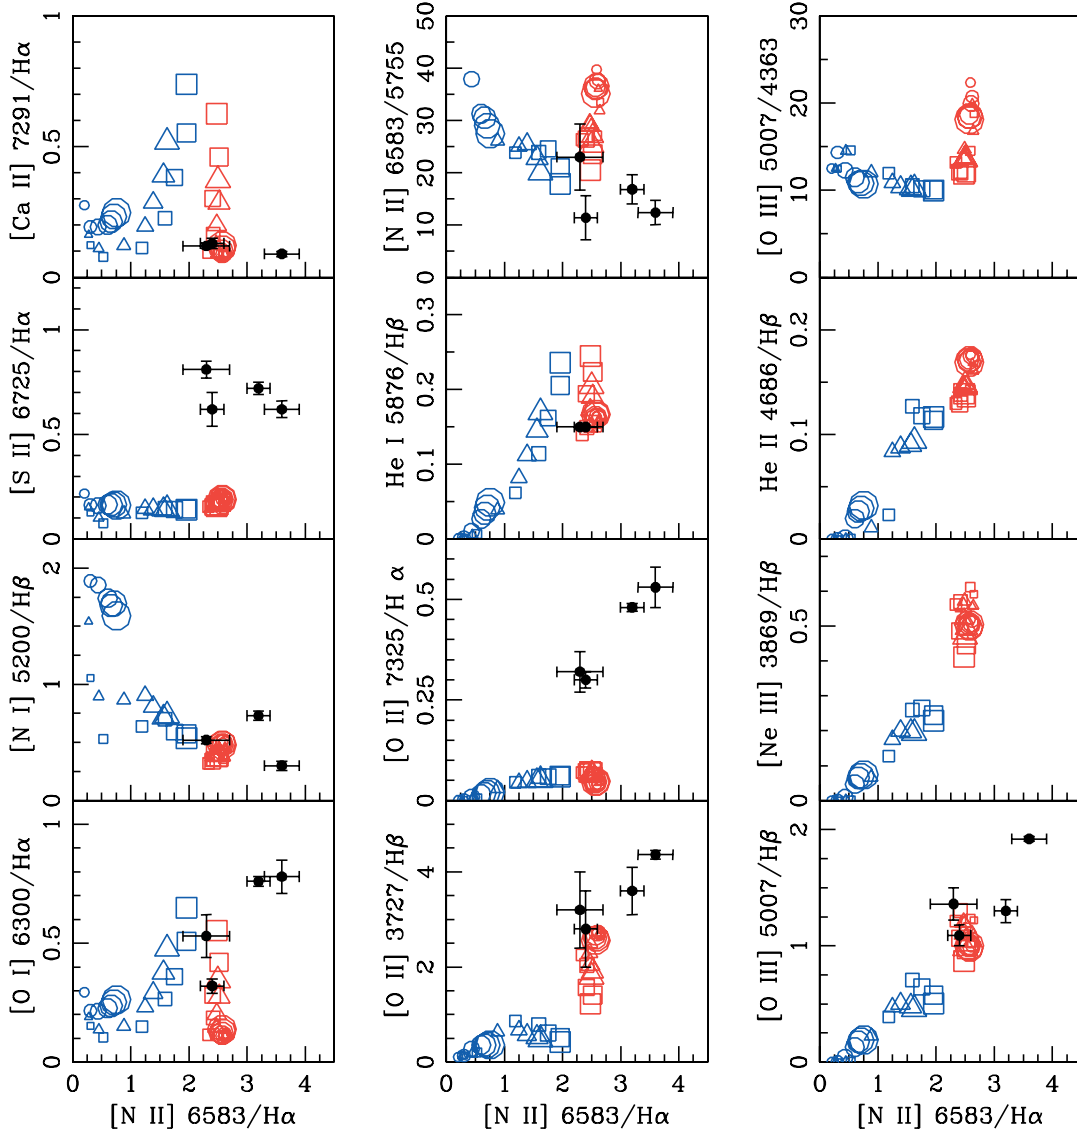 [Ca II] 7291/Hα
1
0.5
0
[N II] 6583/5755
50
40
30
20
10
0
[O III] 5007/4363
30
20
10
0
[S II] 6725/Hα
1
0.5
0
He I 5876/Hβ
0.3
0.2
0.1
0
He II 4686/Hβ
0.2
0.1
0
[N I] 5200/Hβ
2
1
0
[O II] 7325/H α
0.5
0.25
0
[Ne III] 3869/Hβ
0.5
0
[O I] 6300/Hα
1
0.5
0
[O II] 3727/Hβ
4
2
0
[O III] 5007/Hβ
2
1
0
0 1 2 3 4
0 1 2 3 4
0 1 2 3 4
[N II] 6583/Hα
[N II] 6583/Hα
[N II] 6583/Hα